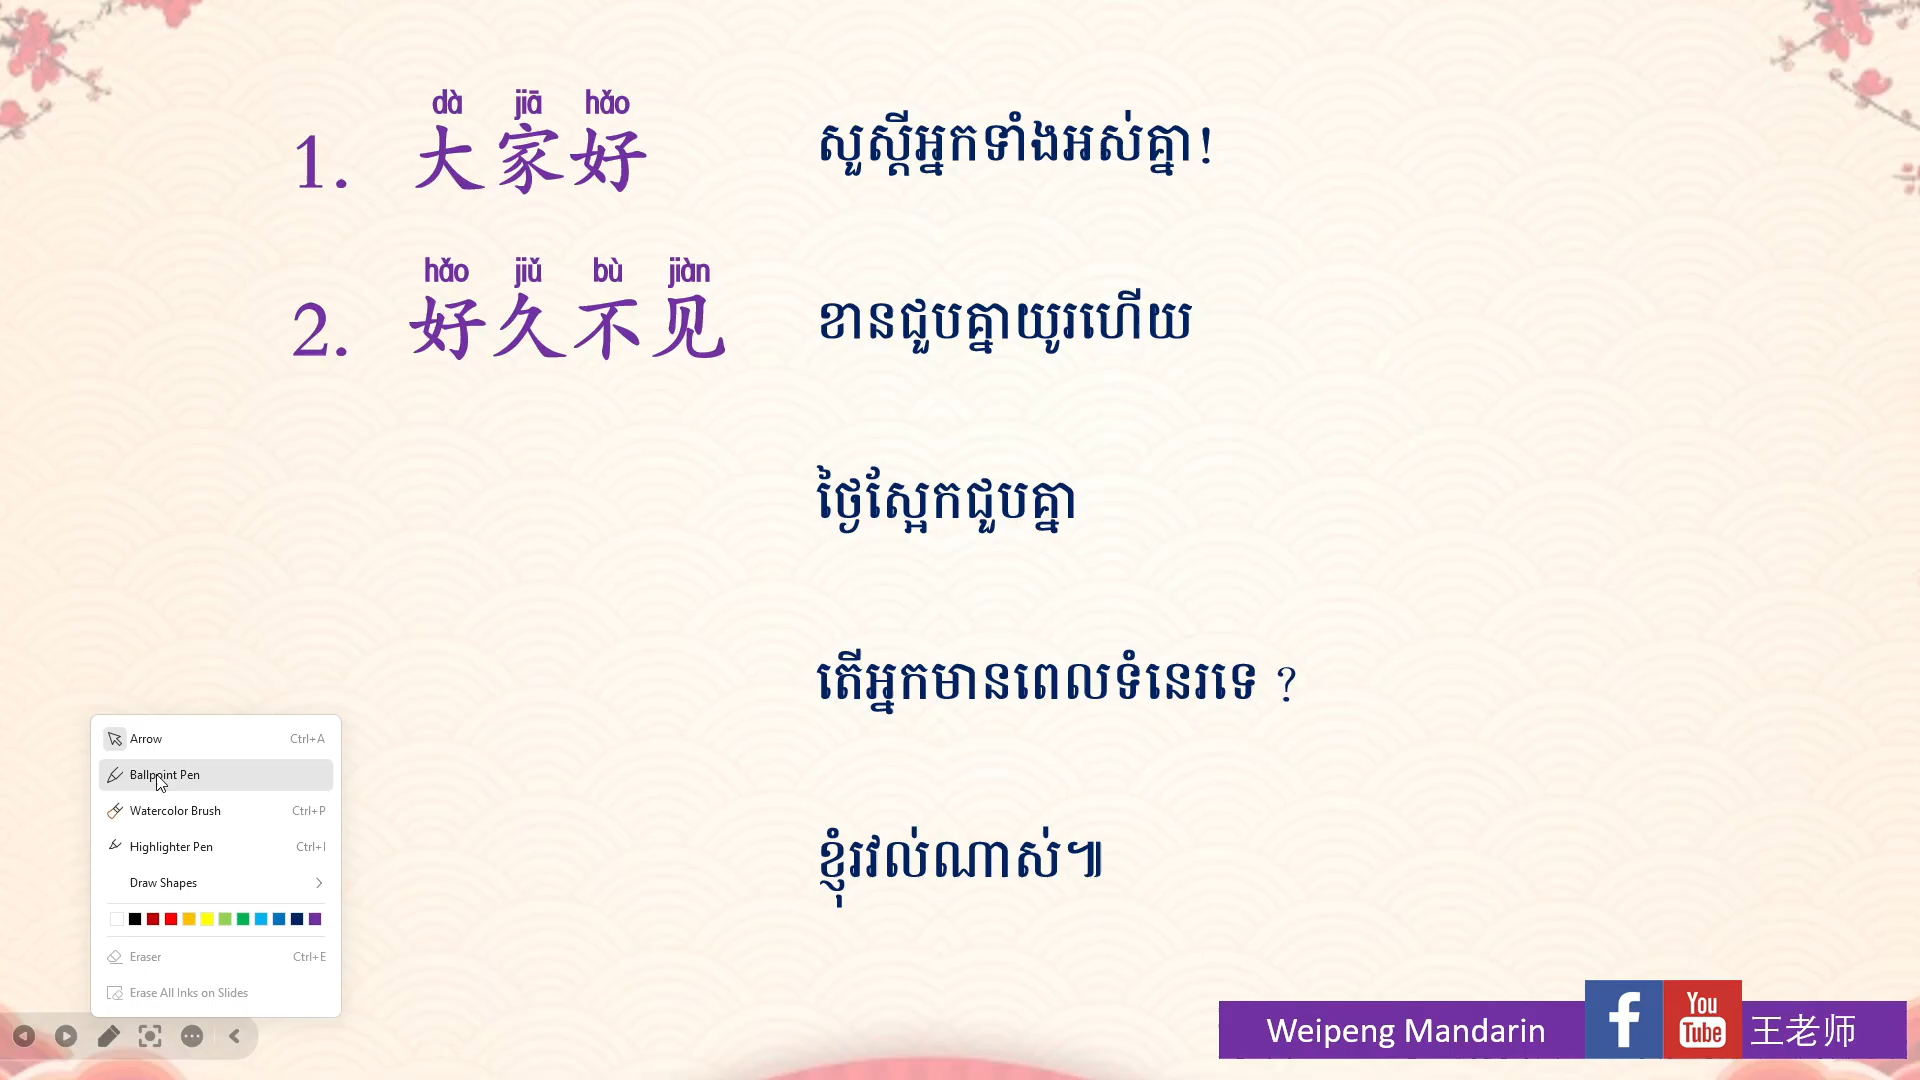 dà jiā hǎo
1. 大家好
សួស្ដីអ្នកទាំងអស់គ្នា!
hǎo jiǔ bù jiàn
2. 好久不见
ខានជួបគ្នាយូរហើយ
ថ្ងៃស្អែកជួបគ្នា
តើអ្នកមានពេលទំនេរទេ ?
ខ្ញុំរវល់ណាស់៕
Arrow Ctrl+A
Ballpoint Pen
Watercolor Brush Ctrl+P
Highlighter Pen Ctrl+I
Draw Shapes
Eraser Ctrl+E
Erase All Inks on Slides
Weipeng Mandarin f You Tube 王老师